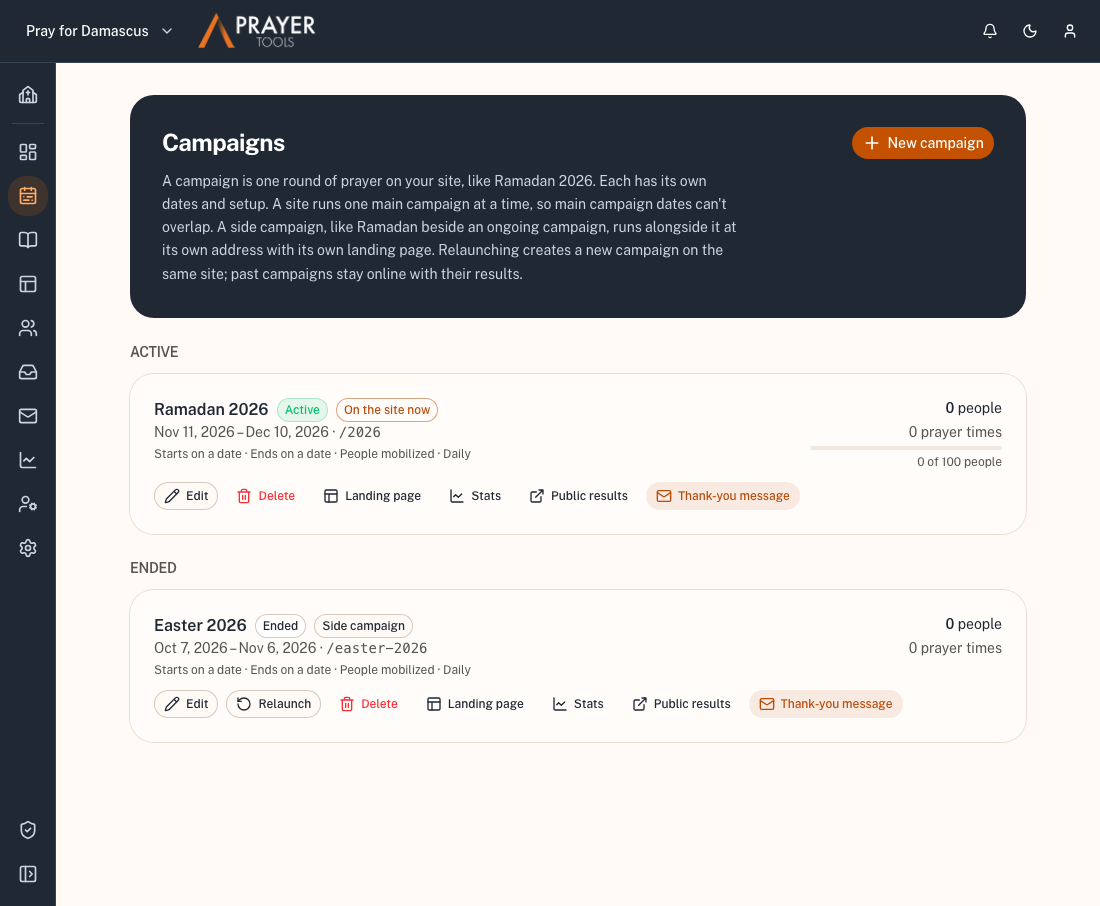 Pray for Damascus
PRAYER
TOOLS
Campaigns
New campaign
A campaign is one round of prayer on your site, like Ramadan 2026. Each has its own
dates and setup. A site runs one main campaign at a time, so main campaign dates can't
overlap. A side campaign, like Ramadan beside an ongoing campaign, runs alongside it at
its own address with its own landing page. Relaunching creates a new campaign on the
same site; past campaigns stay online with their results.
ACTIVE
Ramadan 2026 Active On the site now
0 people
Nov 11, 2026 – Dec 10, 2026 · /2026
0 prayer times
Starts on a date · Ends on a date · People mobilized · Daily
0 of 100 people
Edit Delete Landing page Stats Public results Thank-you message
ENDED
Easter 2026 Ended Side campaign
0 people
Oct 7, 2026 – Nov 6, 2026 · /easter-2026
0 prayer times
Starts on a date · Ends on a date · People mobilized · Daily
Edit Relaunch Delete Landing page Stats Public results Thank-you message